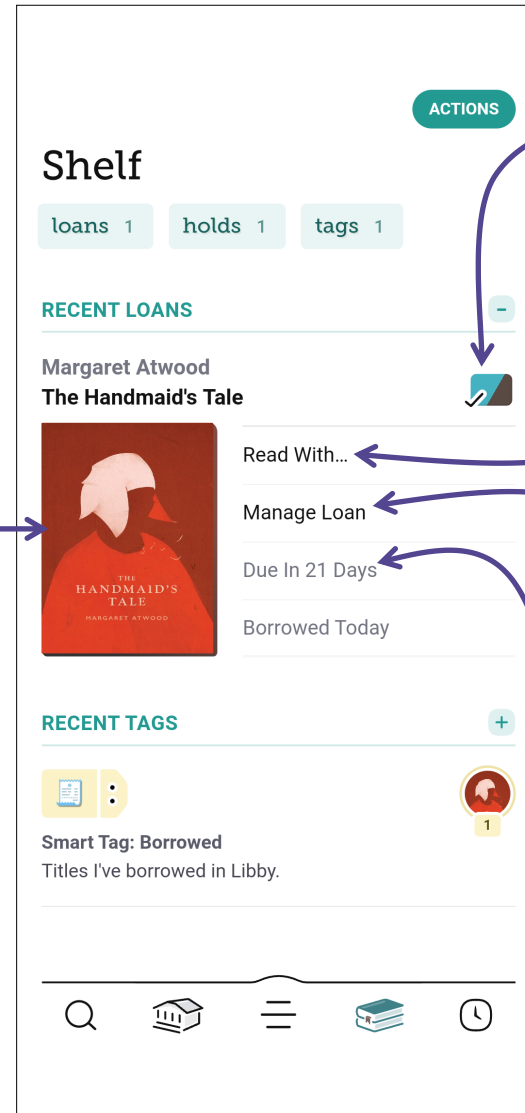 ACTIONS
Shelf
loans 1 holds 1 tags 1
RECENT LOANS
Margaret Atwood
The Handmaid's Tale
Read With...
Manage Loan
Due In 21 Days
Borrowed Today
THE
HANDMAID'S
TALE
MARGARET ATWOOD
RECENT TAGS
1
Smart Tag: Borrowed
Titles I've borrowed in Libby.